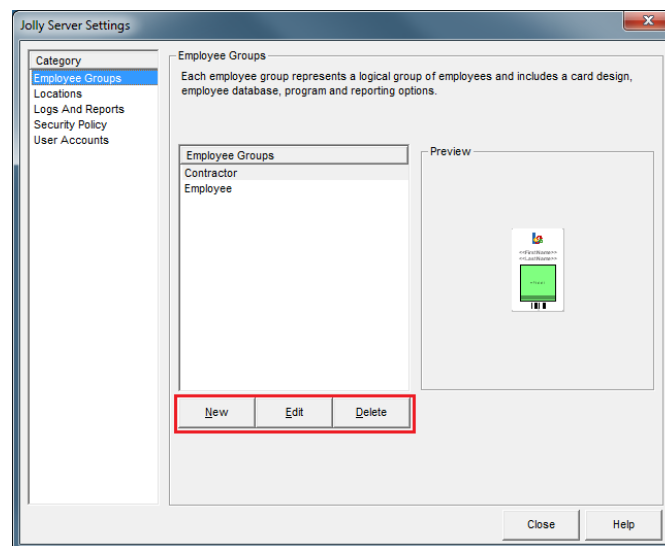 Jolly Server Settings
Category
Employee Groups
Locations
Logs And Reports
Security Policy
User Accounts
Employee Groups
Each employee group represents a logical group of employees and includes a card design,
employee database, program and reporting options.
Employee Groups
Contractor
Employee
Preview
<<FirstName>>
<<LastName>>
New
Edit
Delete
Close
Help